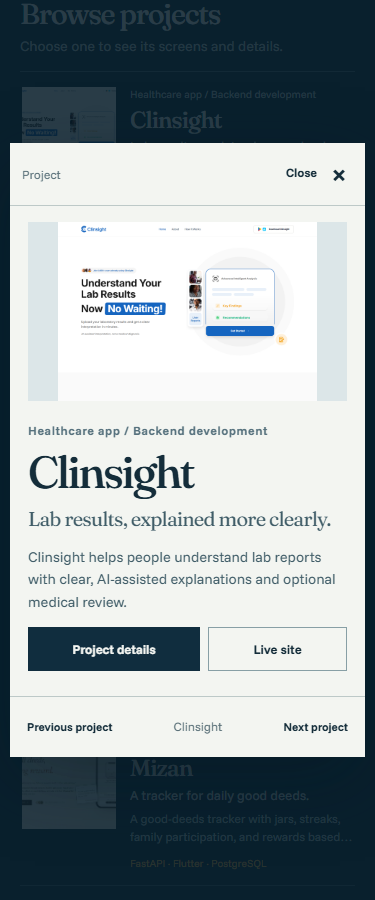 Browse projects
Choose one to see its screens and details.
Healthcare app / Backend development
Clinsight
Project
Close ×
Clinsight
Understand Your
Lab Results
Now No Waiting!
Key Findings
Recommendations
Healthcare app / Backend development
Clinsight
Lab results, explained more clearly.
Clinsight helps people understand lab reports
with clear, AI-assisted explanations and optional
medical review.
Project details
Live site
Previous project
Clinsight
Next project
Mizan
A tracker for daily good deeds.
A good-deeds tracker with jars, streaks,
family participation, and rewards based...
FastAPI · Flutter · PostgreSQL